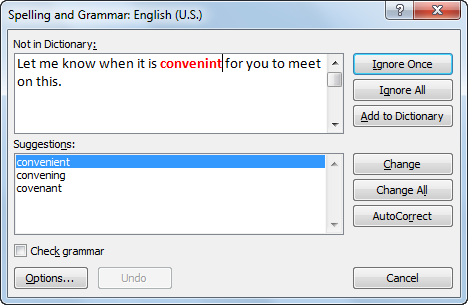 Spelling and Grammar: English (U.S.)
Not in Dictionary:
Let me know when it is convenint for you to meet
on this.
Ignore Once
Ignore All
Add to Dictionary
Suggestions:
convenient
convening
covenant
Change
Change All
AutoCorrect
Check grammar
Options...
Undo
Cancel